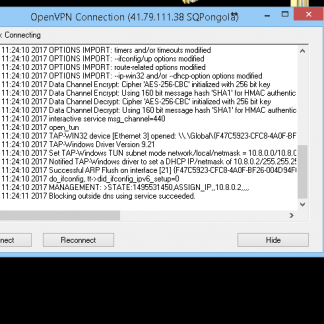 OpenVPN Connection (41.79.111.38 SQPongola)
: Connecting
11:24:10 2017 OPTIONS IMPORT: timers and/or timeouts modified
11:24:10 2017 OPTIONS IMPORT: --ifconfig/up options modified
11:24:10 2017 OPTIONS IMPORT: route-related options modified
11:24:10 2017 OPTIONS IMPORT: --ip-win32 and/or --dhcp-option options modified
11:24:10 2017 Data Channel Encrypt: Cipher 'AES-256-CBC' initialized with 256 bit key
11:24:10 2017 Data Channel Encrypt: Using 160 bit message hash 'SHA1' for HMAC authentic
11:24:10 2017 Data Channel Decrypt: Cipher 'AES-256-CBC' initialized with 256 bit key
11:24:10 2017 Data Channel Decrypt: Using 160 bit message hash 'SHA1' for HMAC authentic
11:24:10 2017 interactive service msg_channel=440
11:24:10 2017 open_tun
11:24:10 2017 TAP-WIN32 device [Ethernet 3] opened: \\.\Global\{F47C5923-CFC8-4A0F-BF
11:24:10 2017 TAP-Windows Driver Version 9.21
11:24:10 2017 Set TAP-Windows TUN subnet mode network/local/netmask = 10.8.0.0/10.8.0
11:24:10 2017 Notified TAP-Windows driver to set a DHCP IP/netmask of 10.8.0.2/255.255.25
11:24:10 2017 Successful ARP Flush on interface [21] {F47C5923-CFC8-4A0F-BF26-004D94F
11:24:10 2017 do_ifconfig, tt->did_ifconfig_ipv6_setup=0
11:24:10 2017 MANAGEMENT: >STATE:1495531450,ASSIGN_IP,,10.8.0.2,,,,
11:24:11 2017 Blocking outside dns using service succeeded.
nnect
Reconnect
Hide